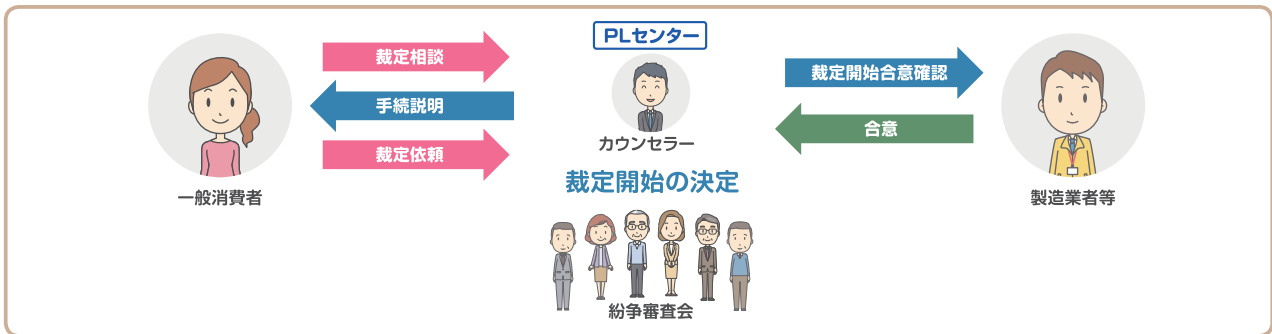 PLセンター
裁定相談
手続説明
裁定依頼
一般消費者
カウンセラー
裁定開始合意確認
合意
製造業者等
裁定開始の決定
紛争審査会